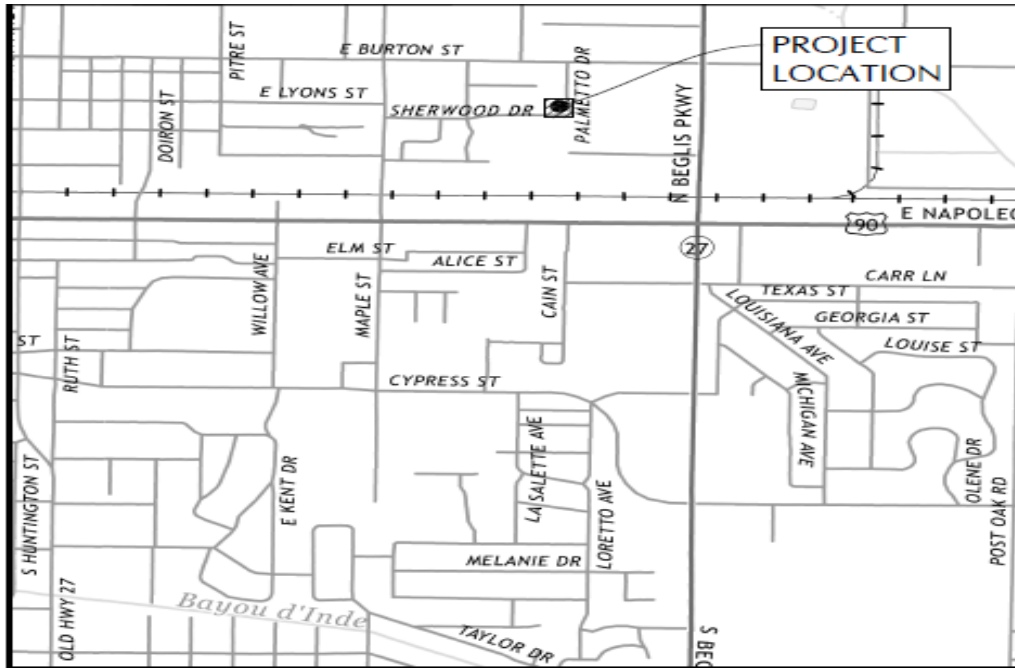 PITRE ST
E BURTON ST
PALMETTO DR
PROJECT
LOCATION
E LYONS ST
SHERWOOD DR
DOIRON ST
N BEGLIS PKWY
90
E NAPOLEO
27
ELM ST
ALICE ST
WILLOW AVE
MAPLE ST
CAIN ST
CARR LN
TEXAS ST
LOUISIANA AVE
GEORGIA ST
LOUISE ST
ST
RUTH ST
CYPRESS ST
MICHIGAN AVE
LA SALETTE AVE
LORETTO AVE
E KENT DR
S HUNTINGTON ST
OLENE DR
POST OAK RD
MELANIE DR
OLD HWY 27
Bayou d'Inde
TAYLOR DR
S BEG